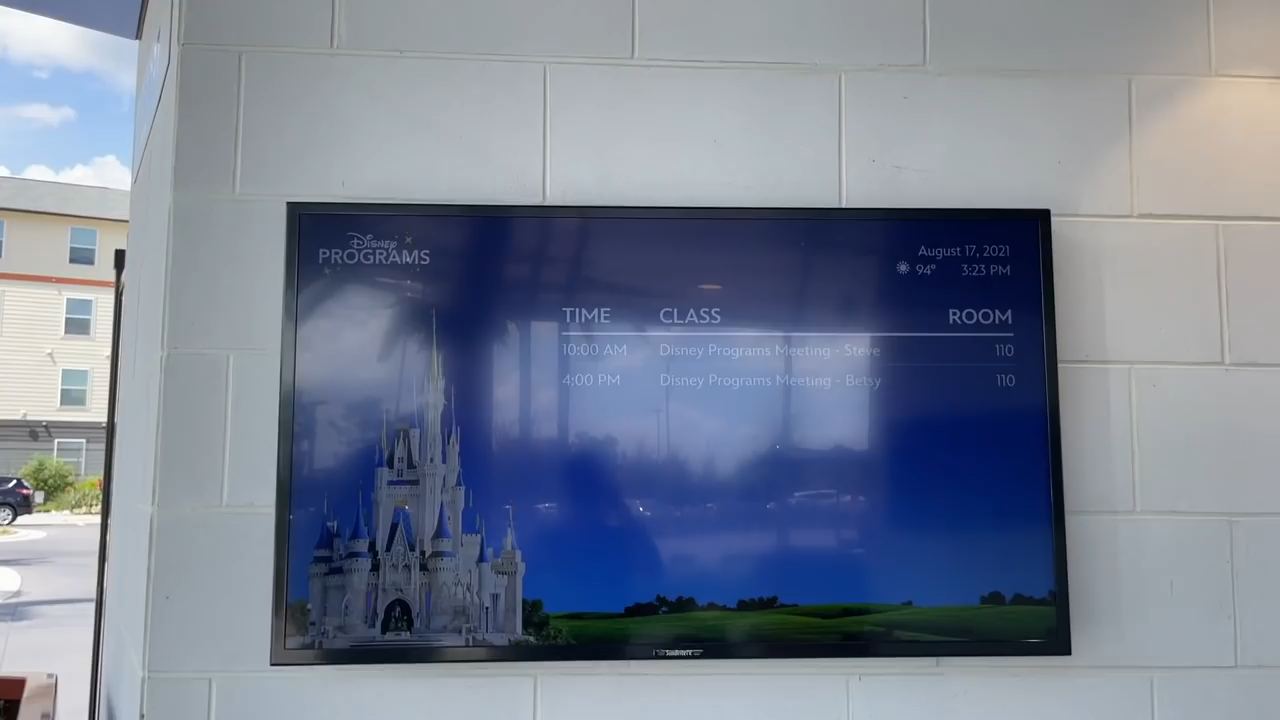 Disney
PROGRAMS
August 17, 2021
94° 3:23 PM
TIME CLASS ROOM
10:00 AM Disney Programs Meeting - Steve 110
4:00 PM Disney Programs Meeting - Betsy 110
SunBriteTV